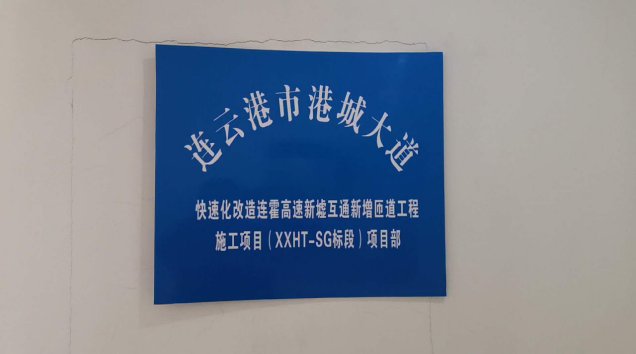 连云港市港城大道
快速化改造连霍高速新墟互通新增匝道工程
施工项目（XXHT-SG标段）项目部